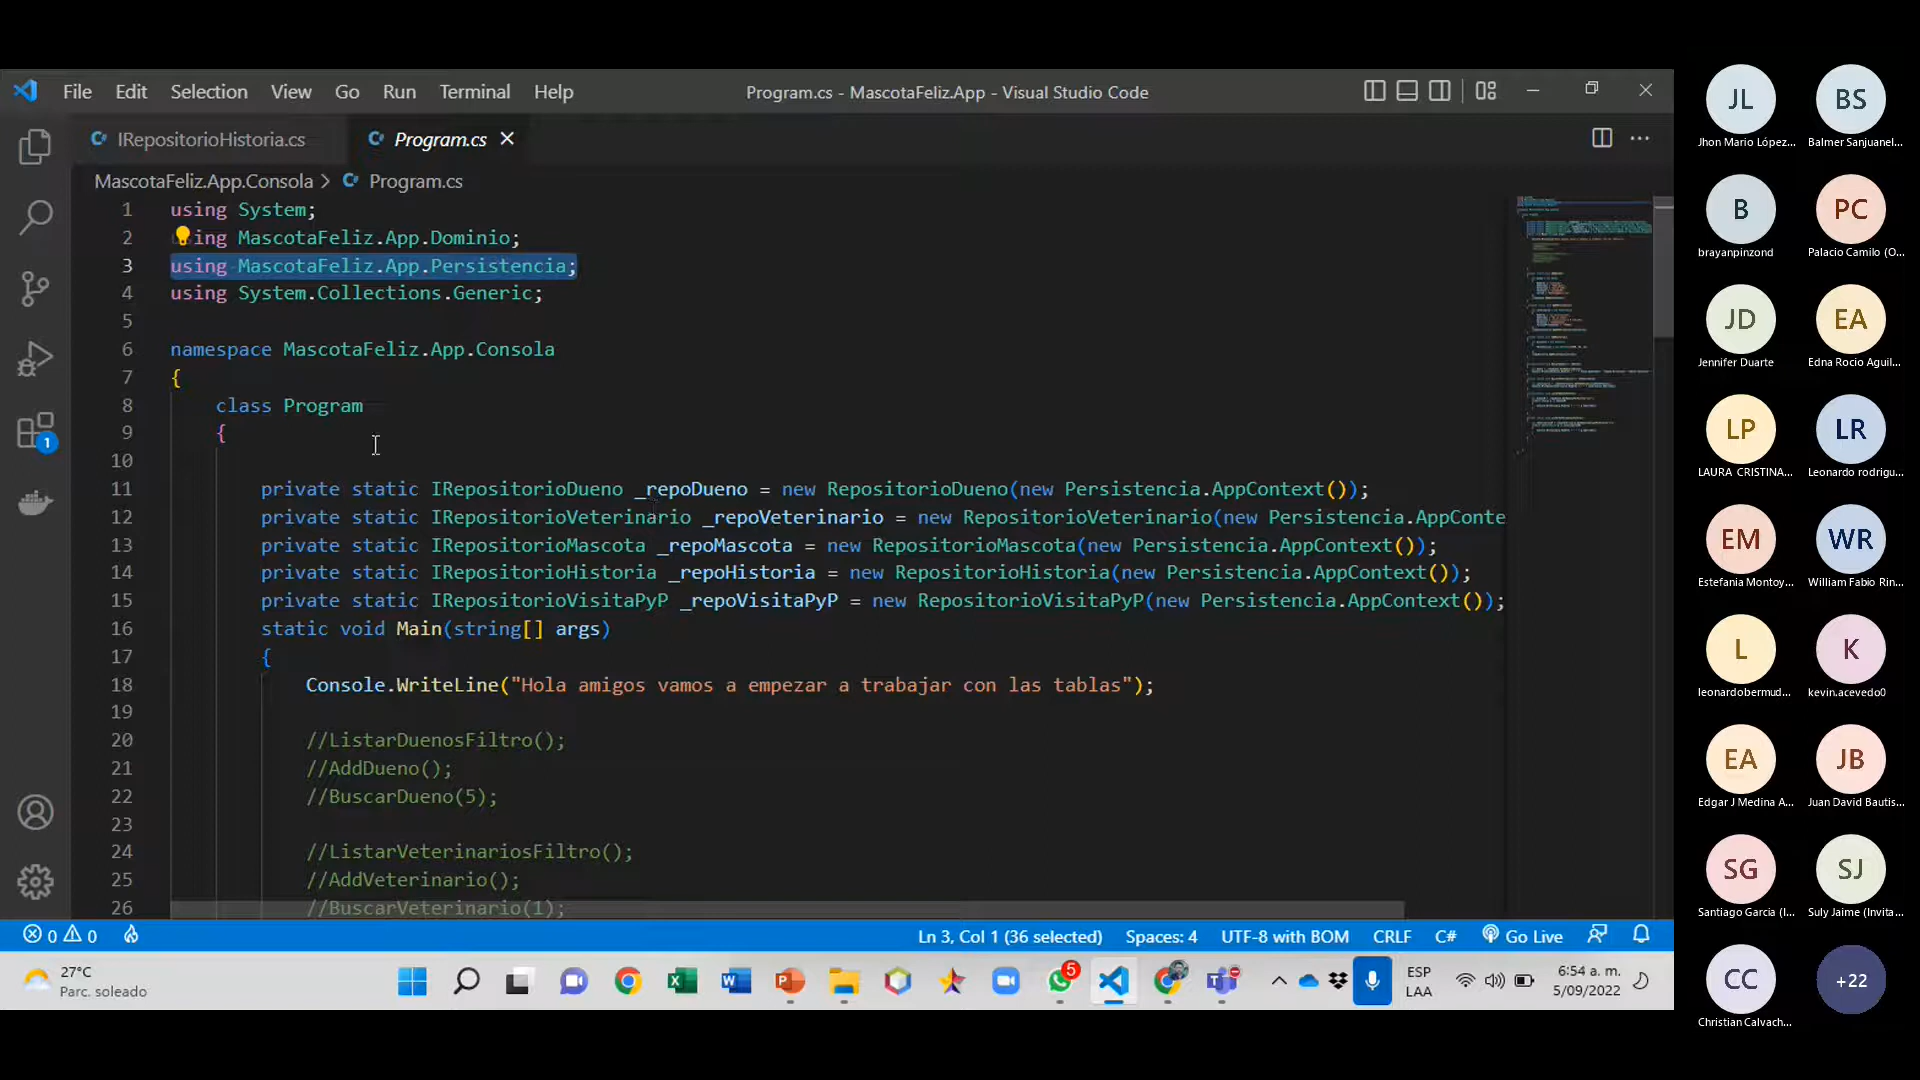 File Edit Selection View Go Run Terminal Help
Program.cs - MascotaFeliz.App - Visual Studio Code
IRepositorioHistoria.cs
Program.cs
MascotaFeliz.App.Consola > Program.cs
1 using System;
2 ing MascotaFeliz.App.Dominio;
3 using MascotaFeliz.App.Persistencia;
4 using System.Collections.Generic;
5
6 namespace MascotaFeliz.App.Consola
7 {
8 class Program
9 {
10
11 private static IRepositorioDueno _repoDueno = new RepositorioDueno(new Persistencia.AppContext());
12 private static IRepositorioVeterinario _repoVeterinario = new RepositorioVeterinario(new Persistencia.AppConte
13 private static IRepositorioMascota _repoMascota = new RepositorioMascota(new Persistencia.AppContext());
14 private static IRepositorioHistoria _repoHistoria = new RepositorioHistoria(new Persistencia.AppContext());
15 private static IRepositorioVisitaPyP _repoVisitaPyP = new RepositorioVisitaPyP(new Persistencia.AppContext());
16 static void Main(string[] args)
17 {
18 Console.WriteLine("Hola amigos vamos a empezar a trabajar con las tablas");
19
20 //ListarDuenosFiltro();
21 //AddDueno();
22 //BuscarDueno(5);
23
24 //ListarVeterinariosFiltro();
25 //AddVeterinario();
26 //BuscarVeterinario(1);
1
0 0
Ln 3, Col 1 (36 selected) Spaces: 4 UTF-8 with BOM CRLF C# Go Live
27°C
Parc. soleado
5
ESP
LAA
6:54 a. m.
5/09/2022
JL
Jhon Mario López...
BS
Balmer Sanjuanel...
B
brayanpinzond
PC
Palacio Camilo (O...
JD
Jennifer Duarte
EA
Edna Rocio Aguil...
LP
LAURA CRISTINA...
LR
Leonardo rodrigu...
EM
Estefania Montoy...
WR
William Fabio Rin...
L
leonardobermud...
K
kevin.acevedo0
EA
Edgar J Medina A...
JB
Juan David Bautis...
SG
Santiago Garcia (I...
SJ
Suly Jaime (Invita...
CC
Christian Calvach...
+22